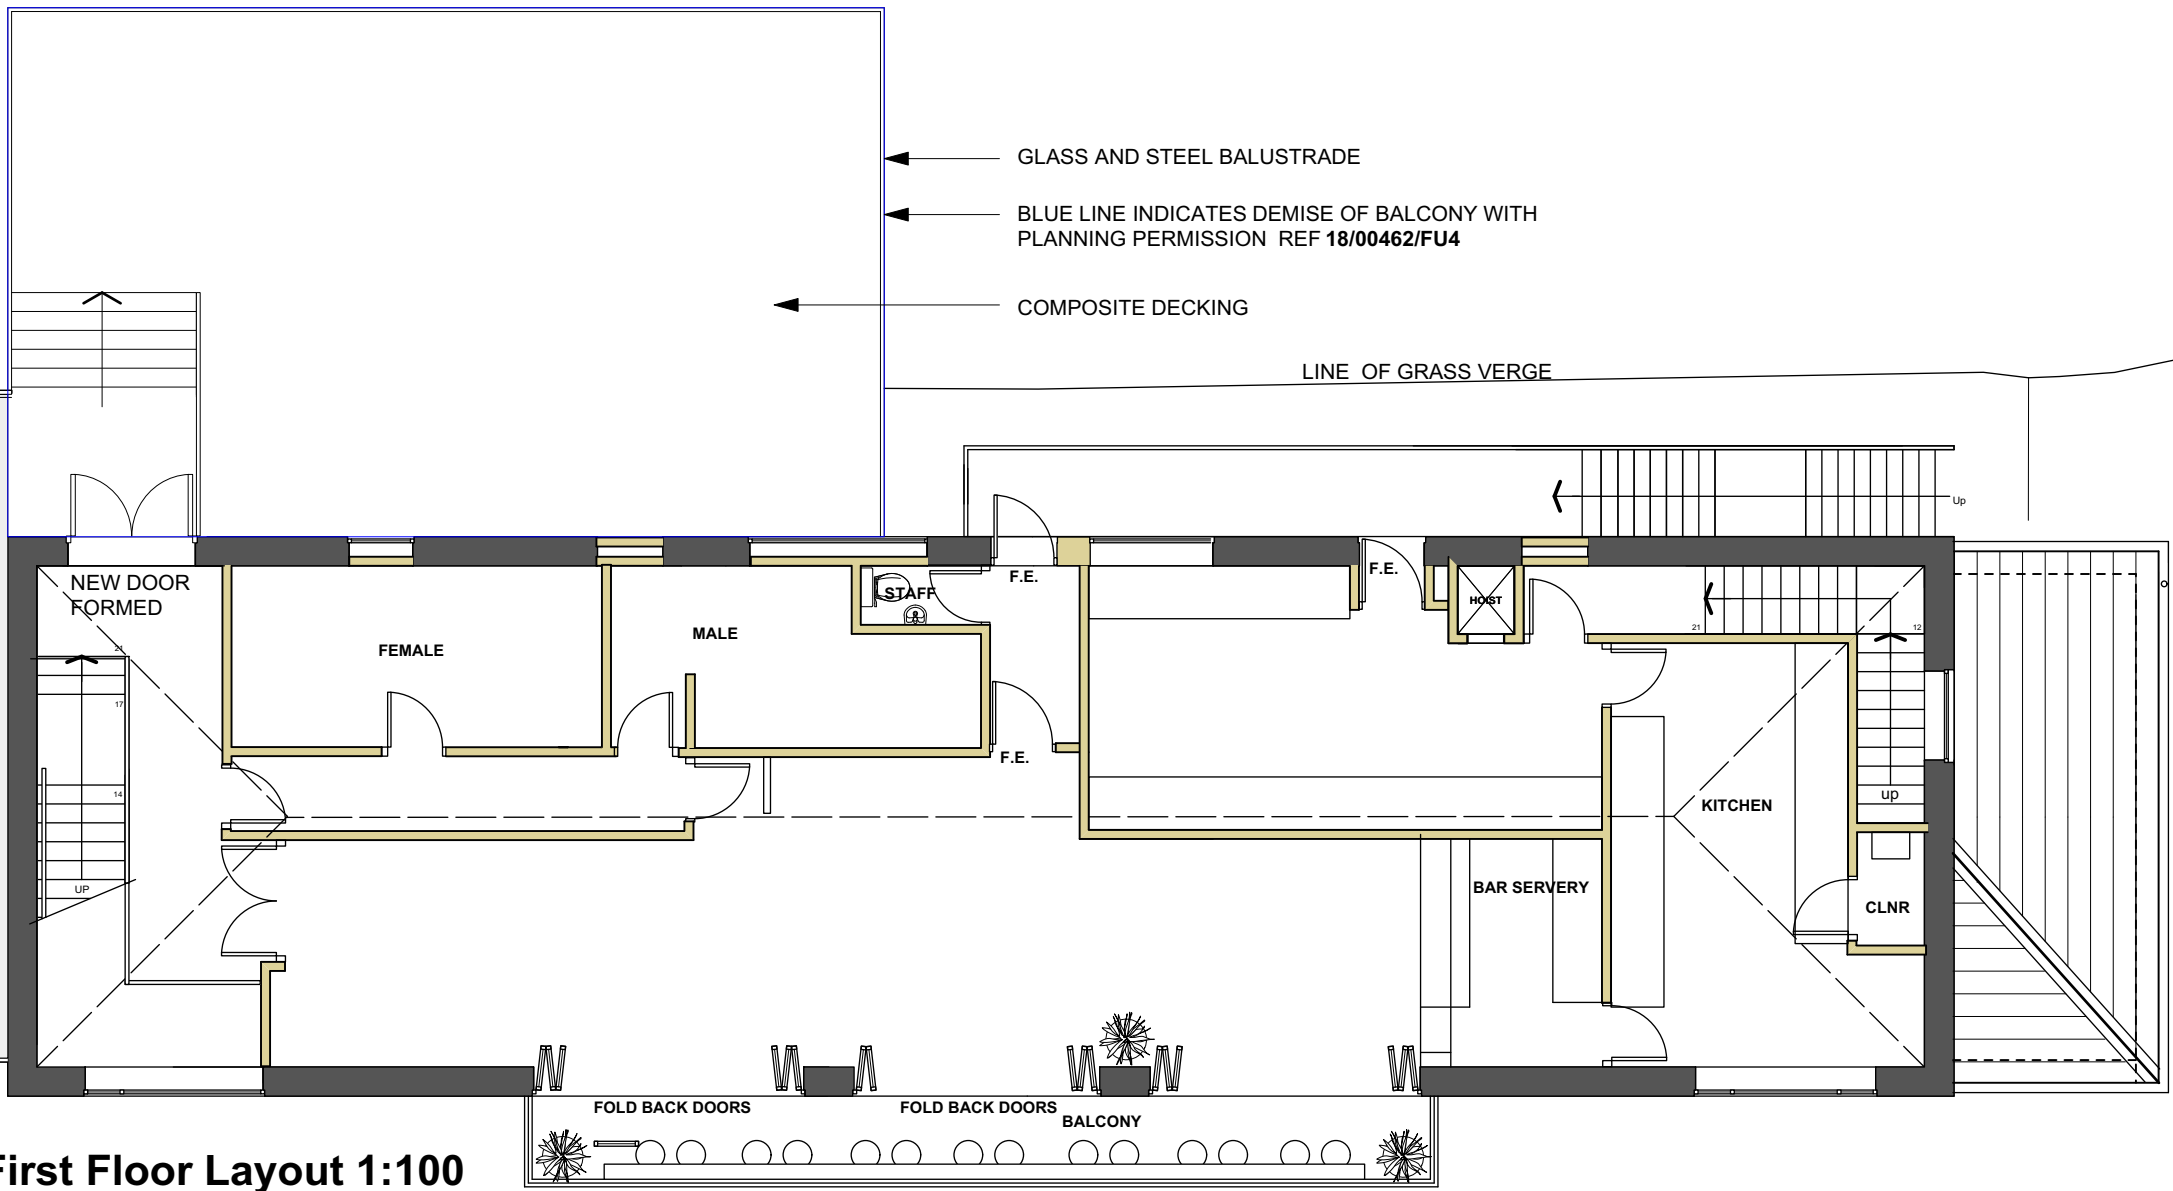 GLASS AND STEEL BALUSTRADE
BLUE LINE INDICATES DEMISE OF BALCONY WITH
PLANNING PERMISSION REF 18/00462/FU4
COMPOSITE DECKING
LINE OF GRASS VERGE
Up
NEW DOOR
FORMED
F.E.
F.E.
STAFF
HOIST
MALE
FEMALE
21
12
21
17
F.E.
14
up
KITCHEN
UP
BAR SERVERY
CLNR
FOLD BACK DOORS
FOLD BACK DOORS
BALCONY
First Floor Layout 1:100